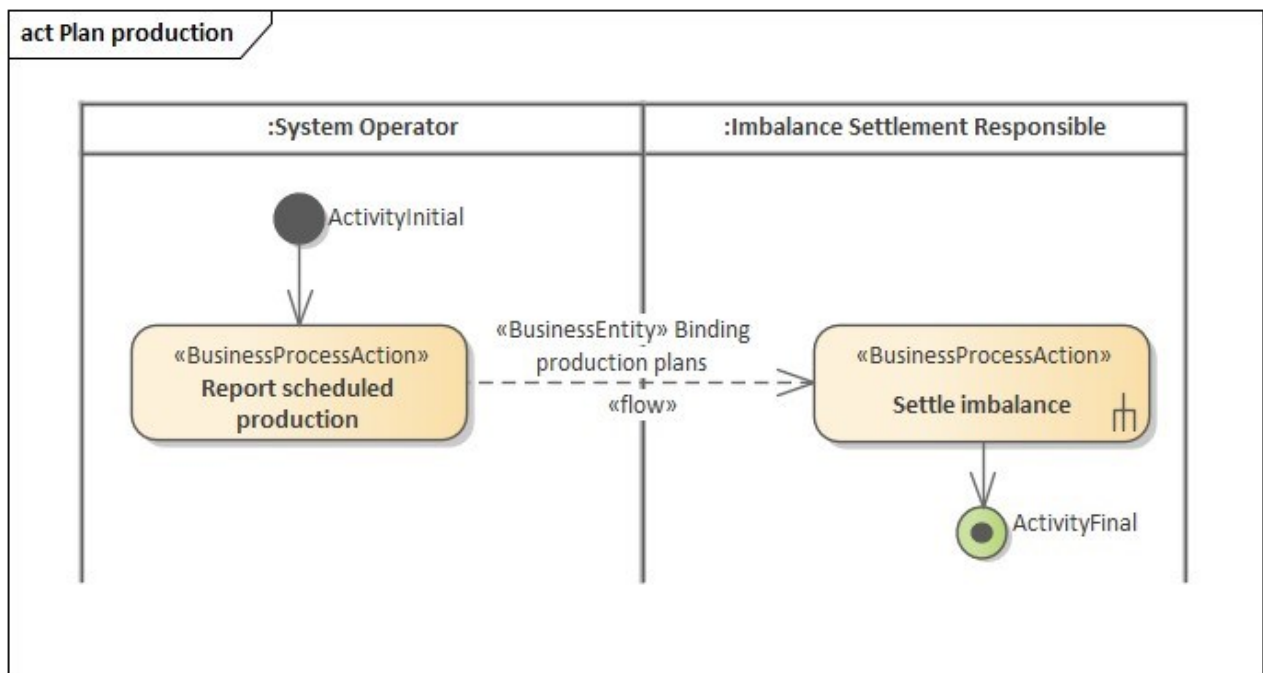 act Plan production
:System Operator
:Imbalance Settlement Responsible
ActivityInitial
«BusinessProcessAction»
Report scheduled
production
«BusinessEntity» Binding
production plans
«flow»
«BusinessProcessAction»
Settle imbalance
ActivityFinal